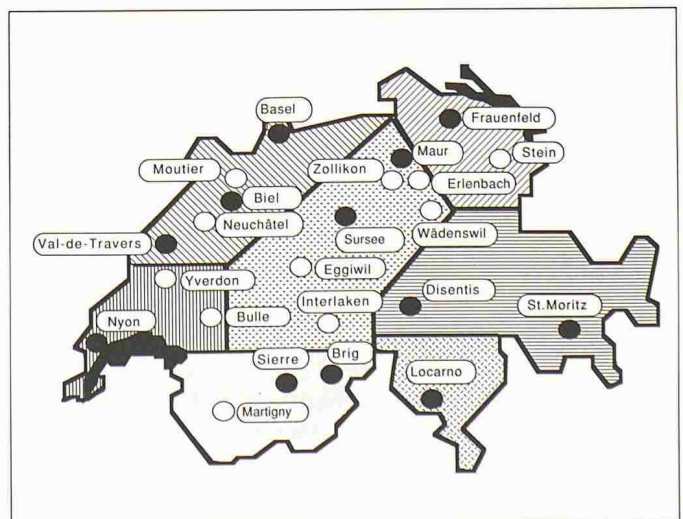 Basel
Frauenfeld
Maur
Stein
Moutier
Zollikon
Erlenbach
Biel
Neuchâtel
Sursee
Wädenswil
Val-de-Travers
Eggiwil
Yverdon
Disentis
Interlaken
St.Moritz
Nyon
Bulle
Sierre
Brig
Locarno
Martigny